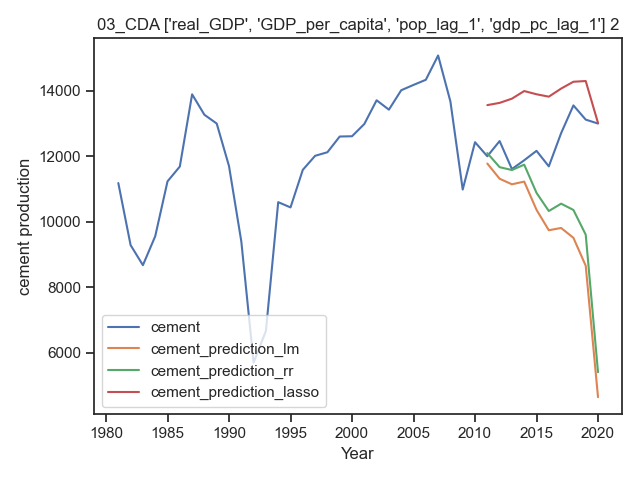 03_CDA ['real_GDP', 'GDP_per_capita', 'pop_lag_1', 'gdp_pc_lag_1'] 2
cement production
14000
12000
10000
8000
6000
cement
cement_prediction_lm
cement_prediction_rr
cement_prediction_lasso
1980 1985 1990 1995 2000 2005 2010 2015 2020
Year